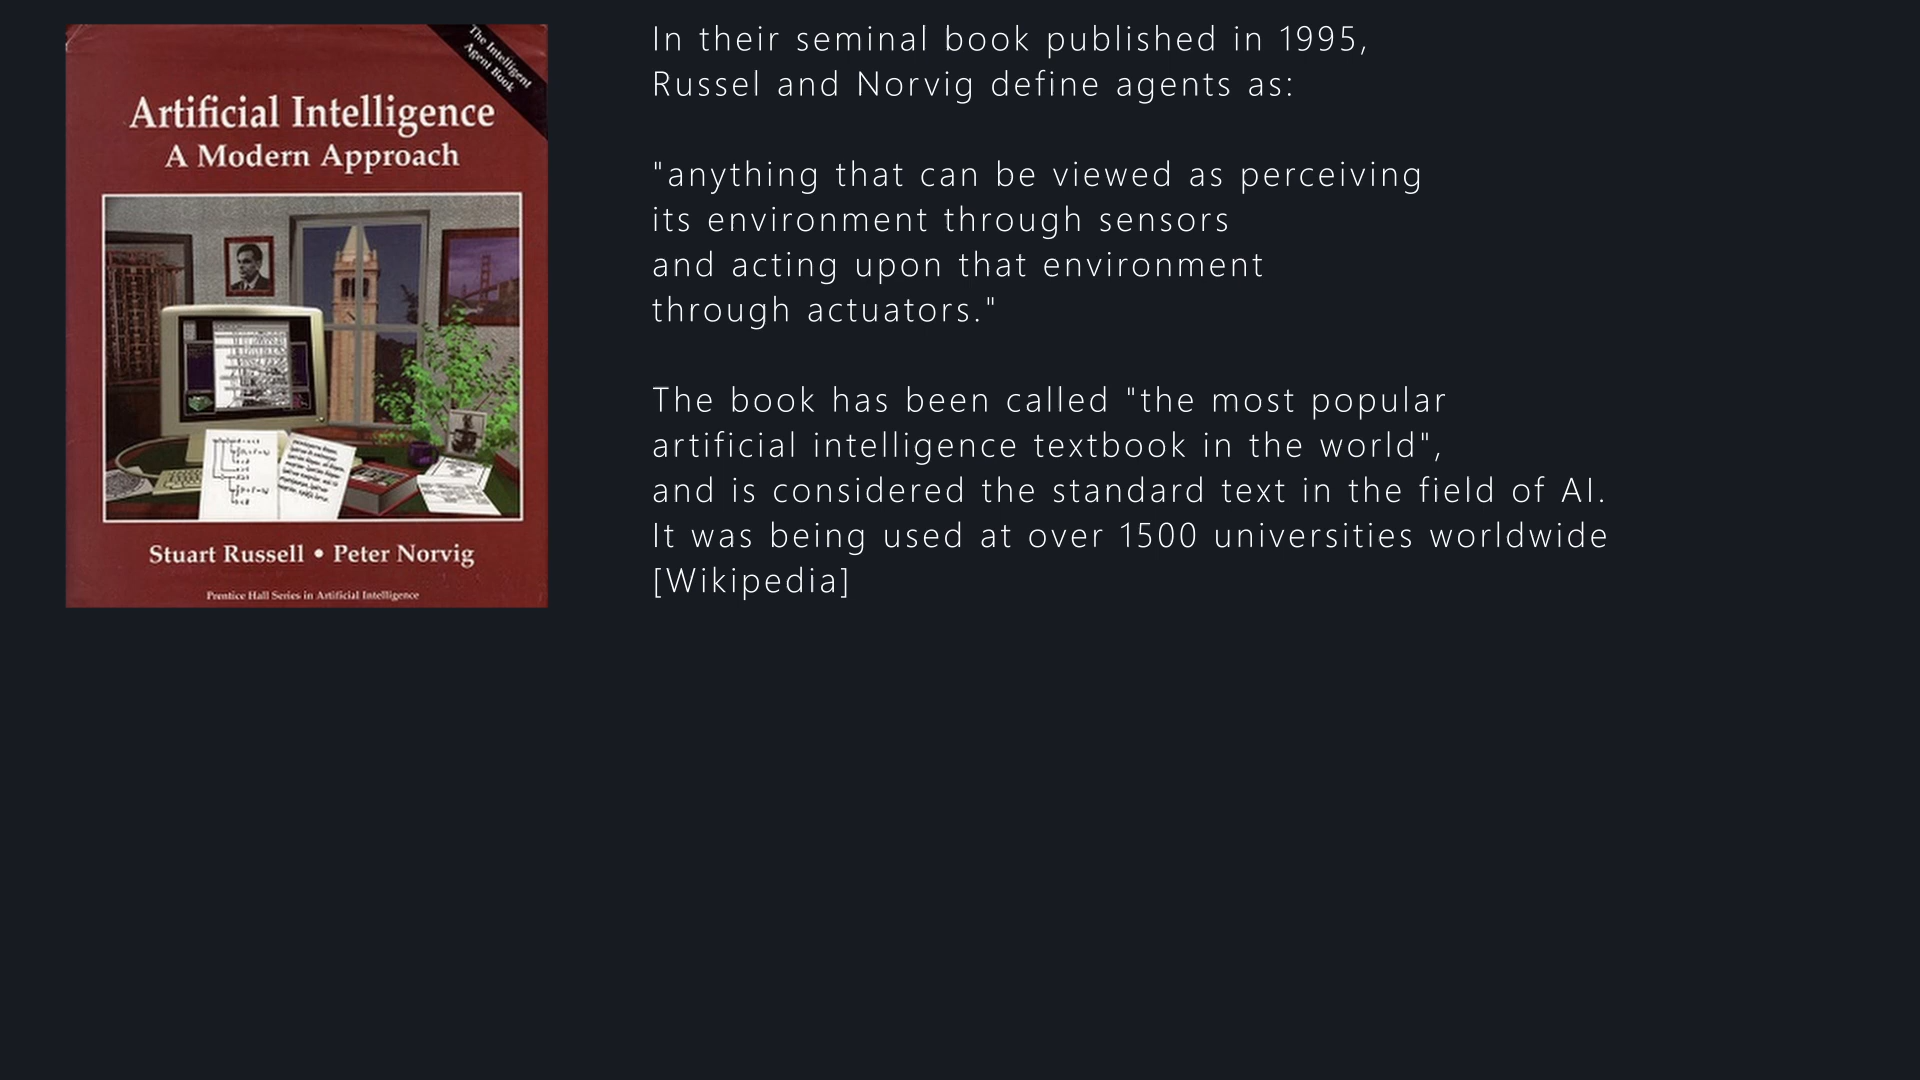 The Intelligent
Agent Book
Artificial Intelligence
A Modern Approach
Stuart Russell • Peter Norvig
Prentice Hall Series in Artificial Intelligence
In their seminal book published in 1995,
Russel and Norvig define agents as:
"anything that can be viewed as perceiving
its environment through sensors
and acting upon that environment
through actuators."
The book has been called "the most popular
artificial intelligence textbook in the world",
and is considered the standard text in the field of AI.
It was being used at over 1500 universities worldwide
[Wikipedia]